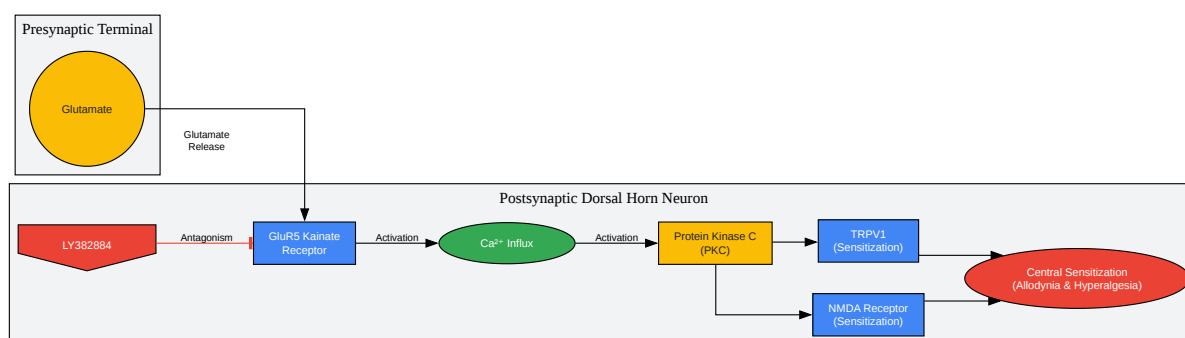 Presynaptic Terminal
Glutamate
Glutamate
Release
Postsynaptic Dorsal Horn Neuron
LY382884
Antagonism
GluR5 Kainate
Receptor
Activation
Ca²⁺ Influx
Activation
Protein Kinase C
(PKC)
TRPV1
(Sensitization)
NMDA Receptor
(Sensitization)
Central Sensitization
(Allodynia & Hyperalgesia)